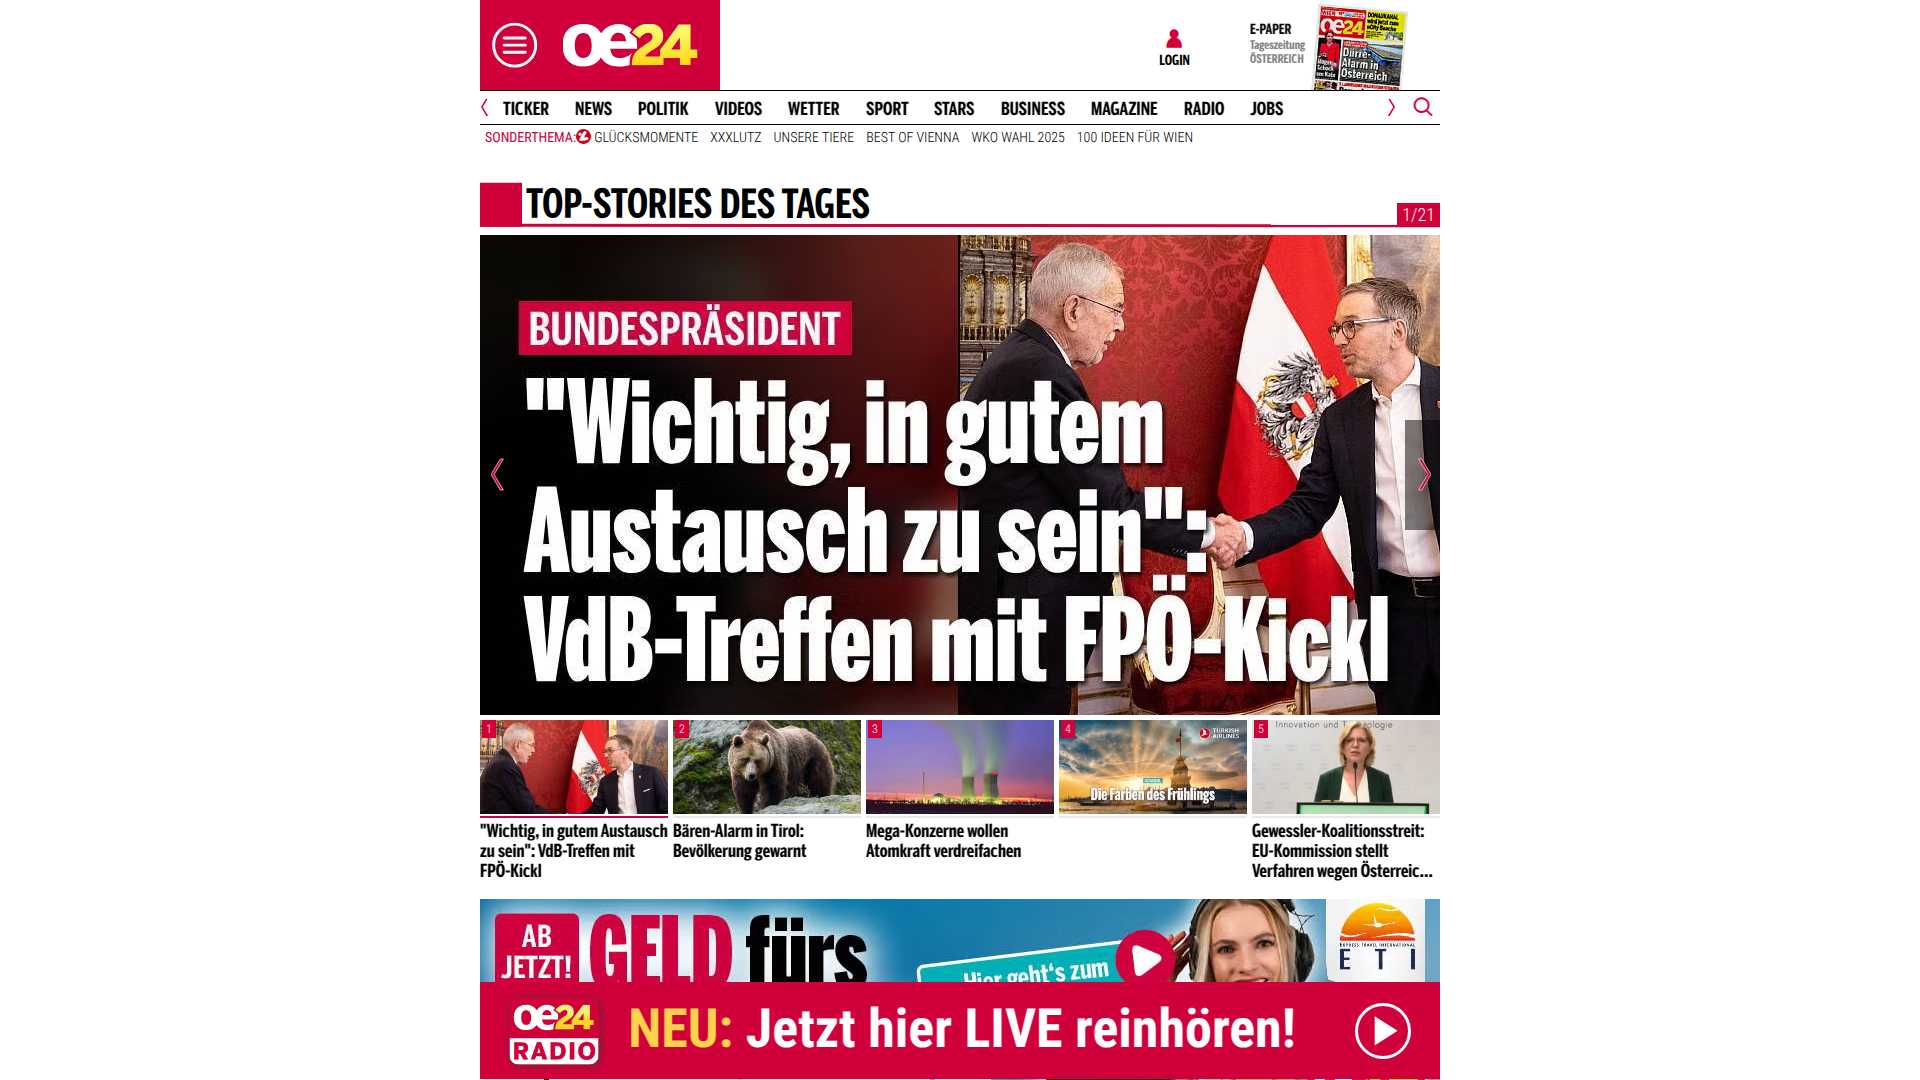 oe24
LOGIN
E-PAPER
Tageszeitung
ÖSTERREICH
oe24
Dürre-
Alarm in
Österreich
TICKER NEWS POLITIK VIDEOS WETTER SPORT STARS BUSINESS MAGAZINE RADIO JOBS
SONDERTHEMA: GLÜCKSMOMENTE XXXLUTZ UNSERE TIERE BEST OF VIENNA WKO WAHL 2025 100 IDEEN FÜR WIEN
TOP-STORIES DES TAGES
1/21
BUNDESPRÄSIDENT
"Wichtig, in gutem
Austausch zu sein":
VdB-Treffen mit FPÖ-Kickl
1
2
3
4
5
TURKISH
AIRLINES
Die Farben des Frühlings
Innovation und
"Wichtig, in gutem Austausch
zu sein": VdB-Treffen mit
FPÖ-Kickl
Bären-Alarm in Tirol:
Bevölkerung gewarnt
Mega-Konzerne wollen
Atomkraft verdreifachen
Gewessler-Koalitionsstreit:
EU-Kommission stellt
Verfahren wegen Österreic...
AB
JETZT!
GELD fürs
Hier geht's zum
EXPRESS TRAVEL INTERNATIONAL
ETI
oe24
RADIO
NEU: Jetzt hier LIVE reinhören!